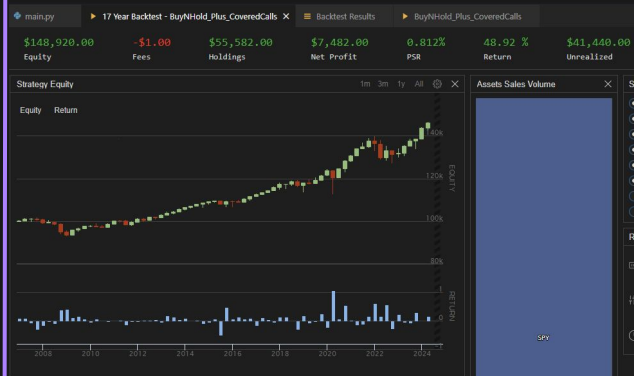 main.py
17 Year Backtest - BuyNHold_Plus_CoveredCalls
Backtest Results
BuyNHold_Plus_CoveredCalls
$148,920.00 -$1.00 $55,582.00 $7,482.00 0.812% 48.92 % $41,440.00
Equity Fees Holdings Net Profit PSR Return Unrealized
Strategy Equity 1m 3m 1y All
Assets Sales Volume
S
Equity Return
140k
120k
EQUITY
100k
80k
1
RETURN
0
-1
2008 2010 2012 2014 2016 2018 2020 2022 2024
SPY
R